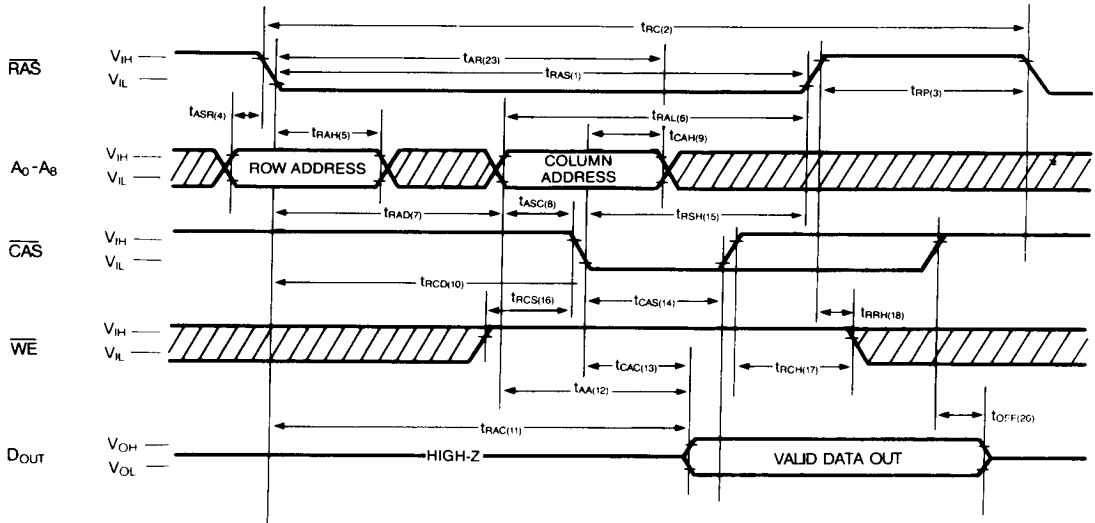 tRC(2)
RAS
VIH
VIL
tAR(23)
tRAS(1)
tRP(3)
tASR(4)
tRAH(5)
tRAL(6)
tCAH(9)
A0-A8
VIH
VIL
ROW ADDRESS
COLUMN
ADDRESS
tRAD(7)
tASC(8)
tRSH(15)
CAS
VIH
VIL
tRCD(10)
tRCS(16)
tCAS(14)
tRRH(18)
WE
VIH
VIL
tCAC(13)
tRCH(17)
tAA(12)
tRAC(11)
tOFF(20)
DOUT
VOH
VOL
HIGH-Z
VALID DATA OUT